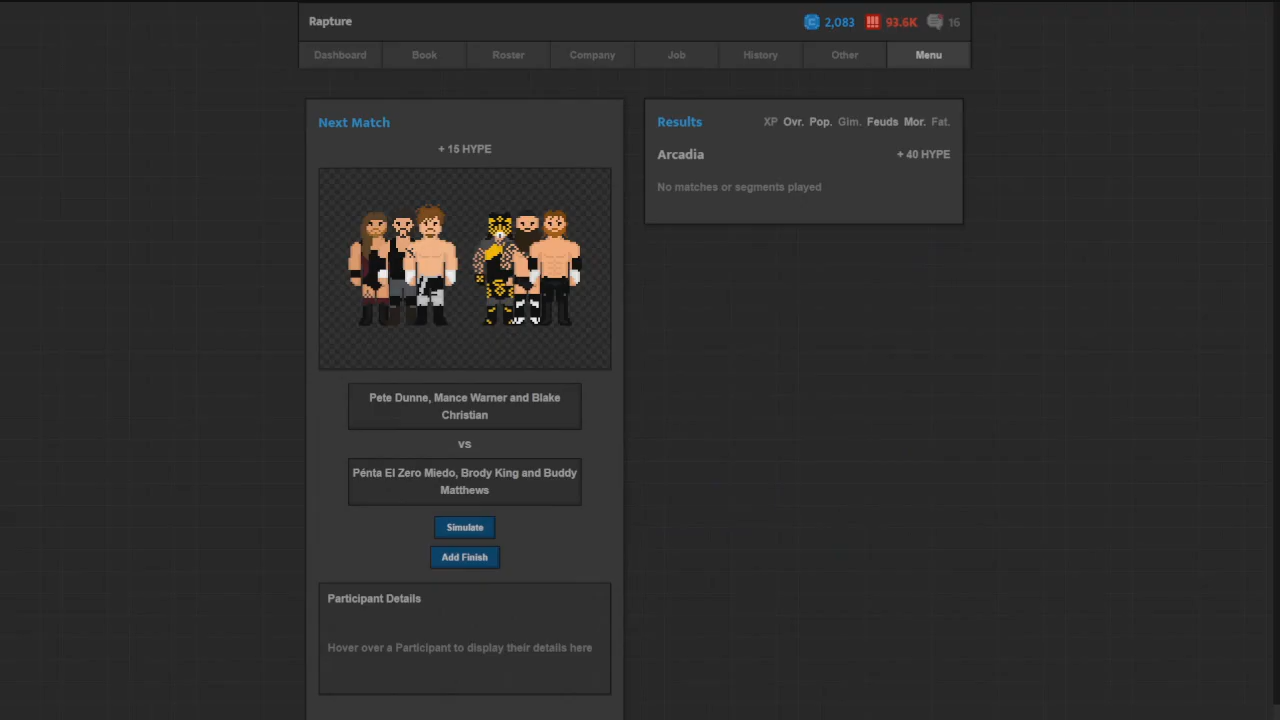 Rapture
2,083 93.6K 16
Dashboard Book Roster Company Job History Other Menu
Next Match
+ 15 HYPE
Pete Dunne, Mance Warner and Blake
Christian
vs
Pénta El Zero Miedo, Brody King and Buddy
Matthews
Simulate
Add Finish
Participant Details
Hover over a Participant to display their details here
Results XP Ovr. Pop. Gim. Feuds Mor. Fat.
Arcadia + 40 HYPE
No matches or segments played